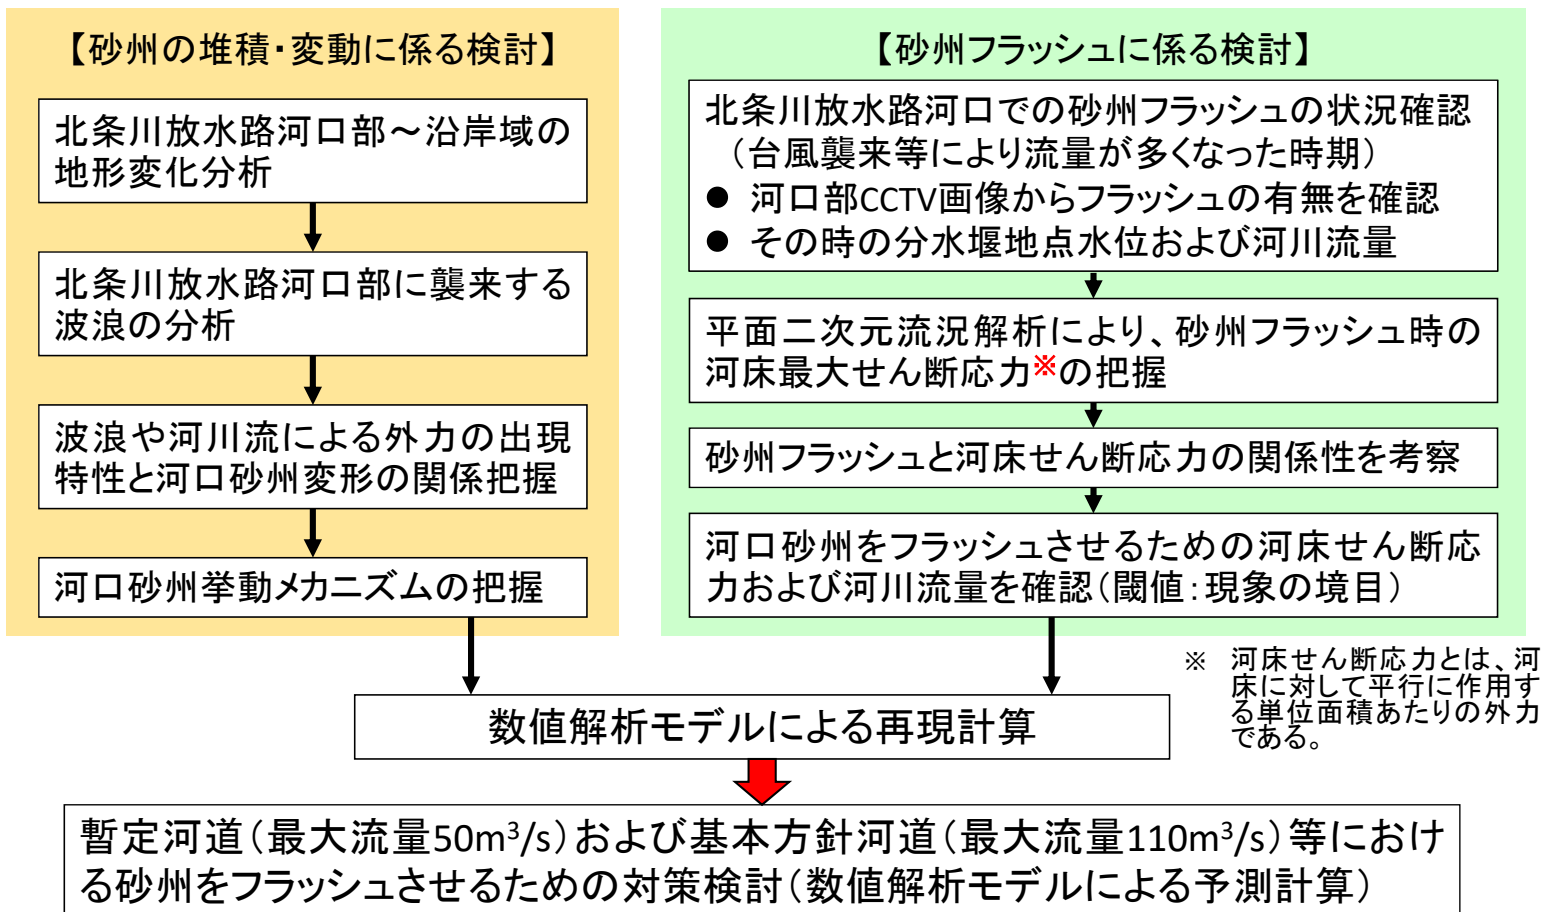 【砂州の堆積・変動に係る検討】
北条川放水路河口部～沿岸域の
地形変化分析
北条川放水路河口部に襲来する
波浪の分析
波浪や河川流による外力の出現
特性と河口砂州変形の関係把握
河口砂州挙動メカニズムの把握
【砂州フラッシュに係る検討】
北条川放水路河口での砂州フラッシュの状況確認
（台風襲来等により流量が多くなった時期）
● 河口部CCTV画像からフラッシュの有無を確認
● その時の分水堰地点水位および河川流量
平面二次元流況解析により、砂州フラッシュ時の
河床最大せん断応力※の把握
砂州フラッシュと河床せん断応力の関係性を考察
河口砂州をフラッシュさせるための河床せん断応
力および河川流量を確認（閾値：現象の境目）
※ 河床せん断応力とは、河
床に対して平行に作用す
る単位面積あたりの外力
である。
数値解析モデルによる再現計算
暫定河道（最大流量50m³/s）および基本方針河道（最大流量110m³/s）等におけ
る砂州をフラッシュさせるための対策検討（数値解析モデルによる予測計算）